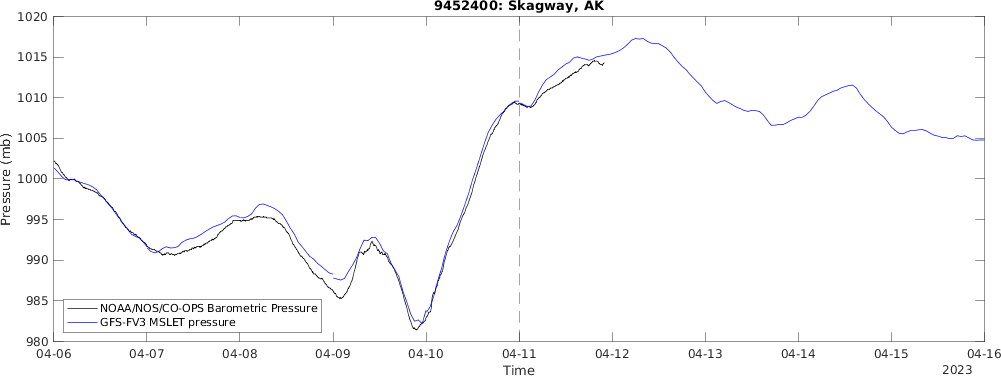 9452400: Skagway, AK
1020
1015
1010
1005
1000
995
990
985
980
Pressure (mb)
NOAA/NOS/CO-OPS Barometric Pressure
GFS-FV3 MSLET pressure
04-06 04-07 04-08 04-09 04-10 04-11 04-12 04-13 04-14 04-15 04-16
Time
2023